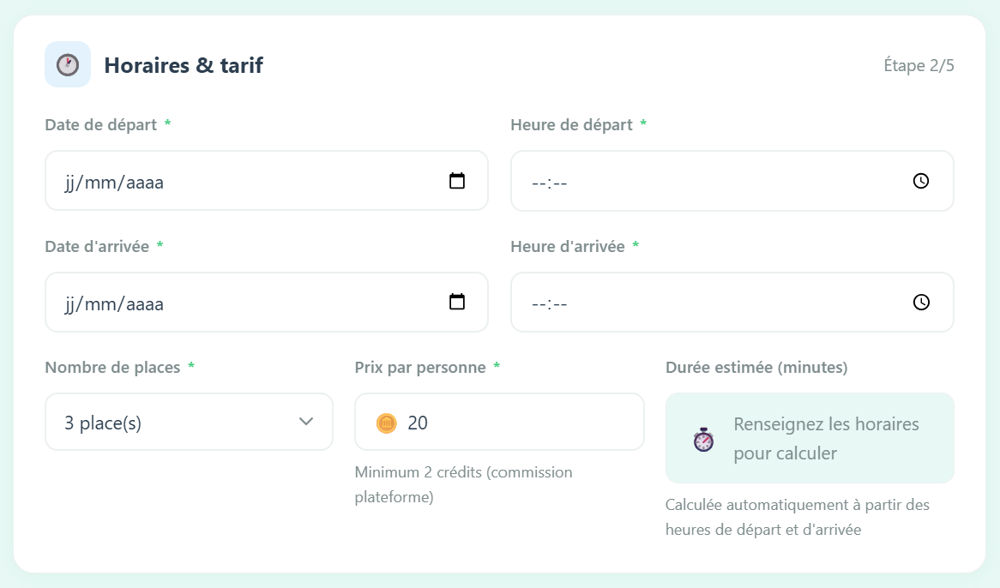 Horaires & tarif
Étape 2/5
Date de départ *
Heure de départ *
jj/mm/aaaa
--:--
Date d'arrivée *
Heure d'arrivée *
jj/mm/aaaa
--:--
Nombre de places *
Prix par personne *
Durée estimée (minutes)
3 place(s)
20
Renseignez les horaires
pour calculer
Minimum 2 crédits (commission
plateforme)
Calculée automatiquement à partir des
heures de départ et d'arrivée